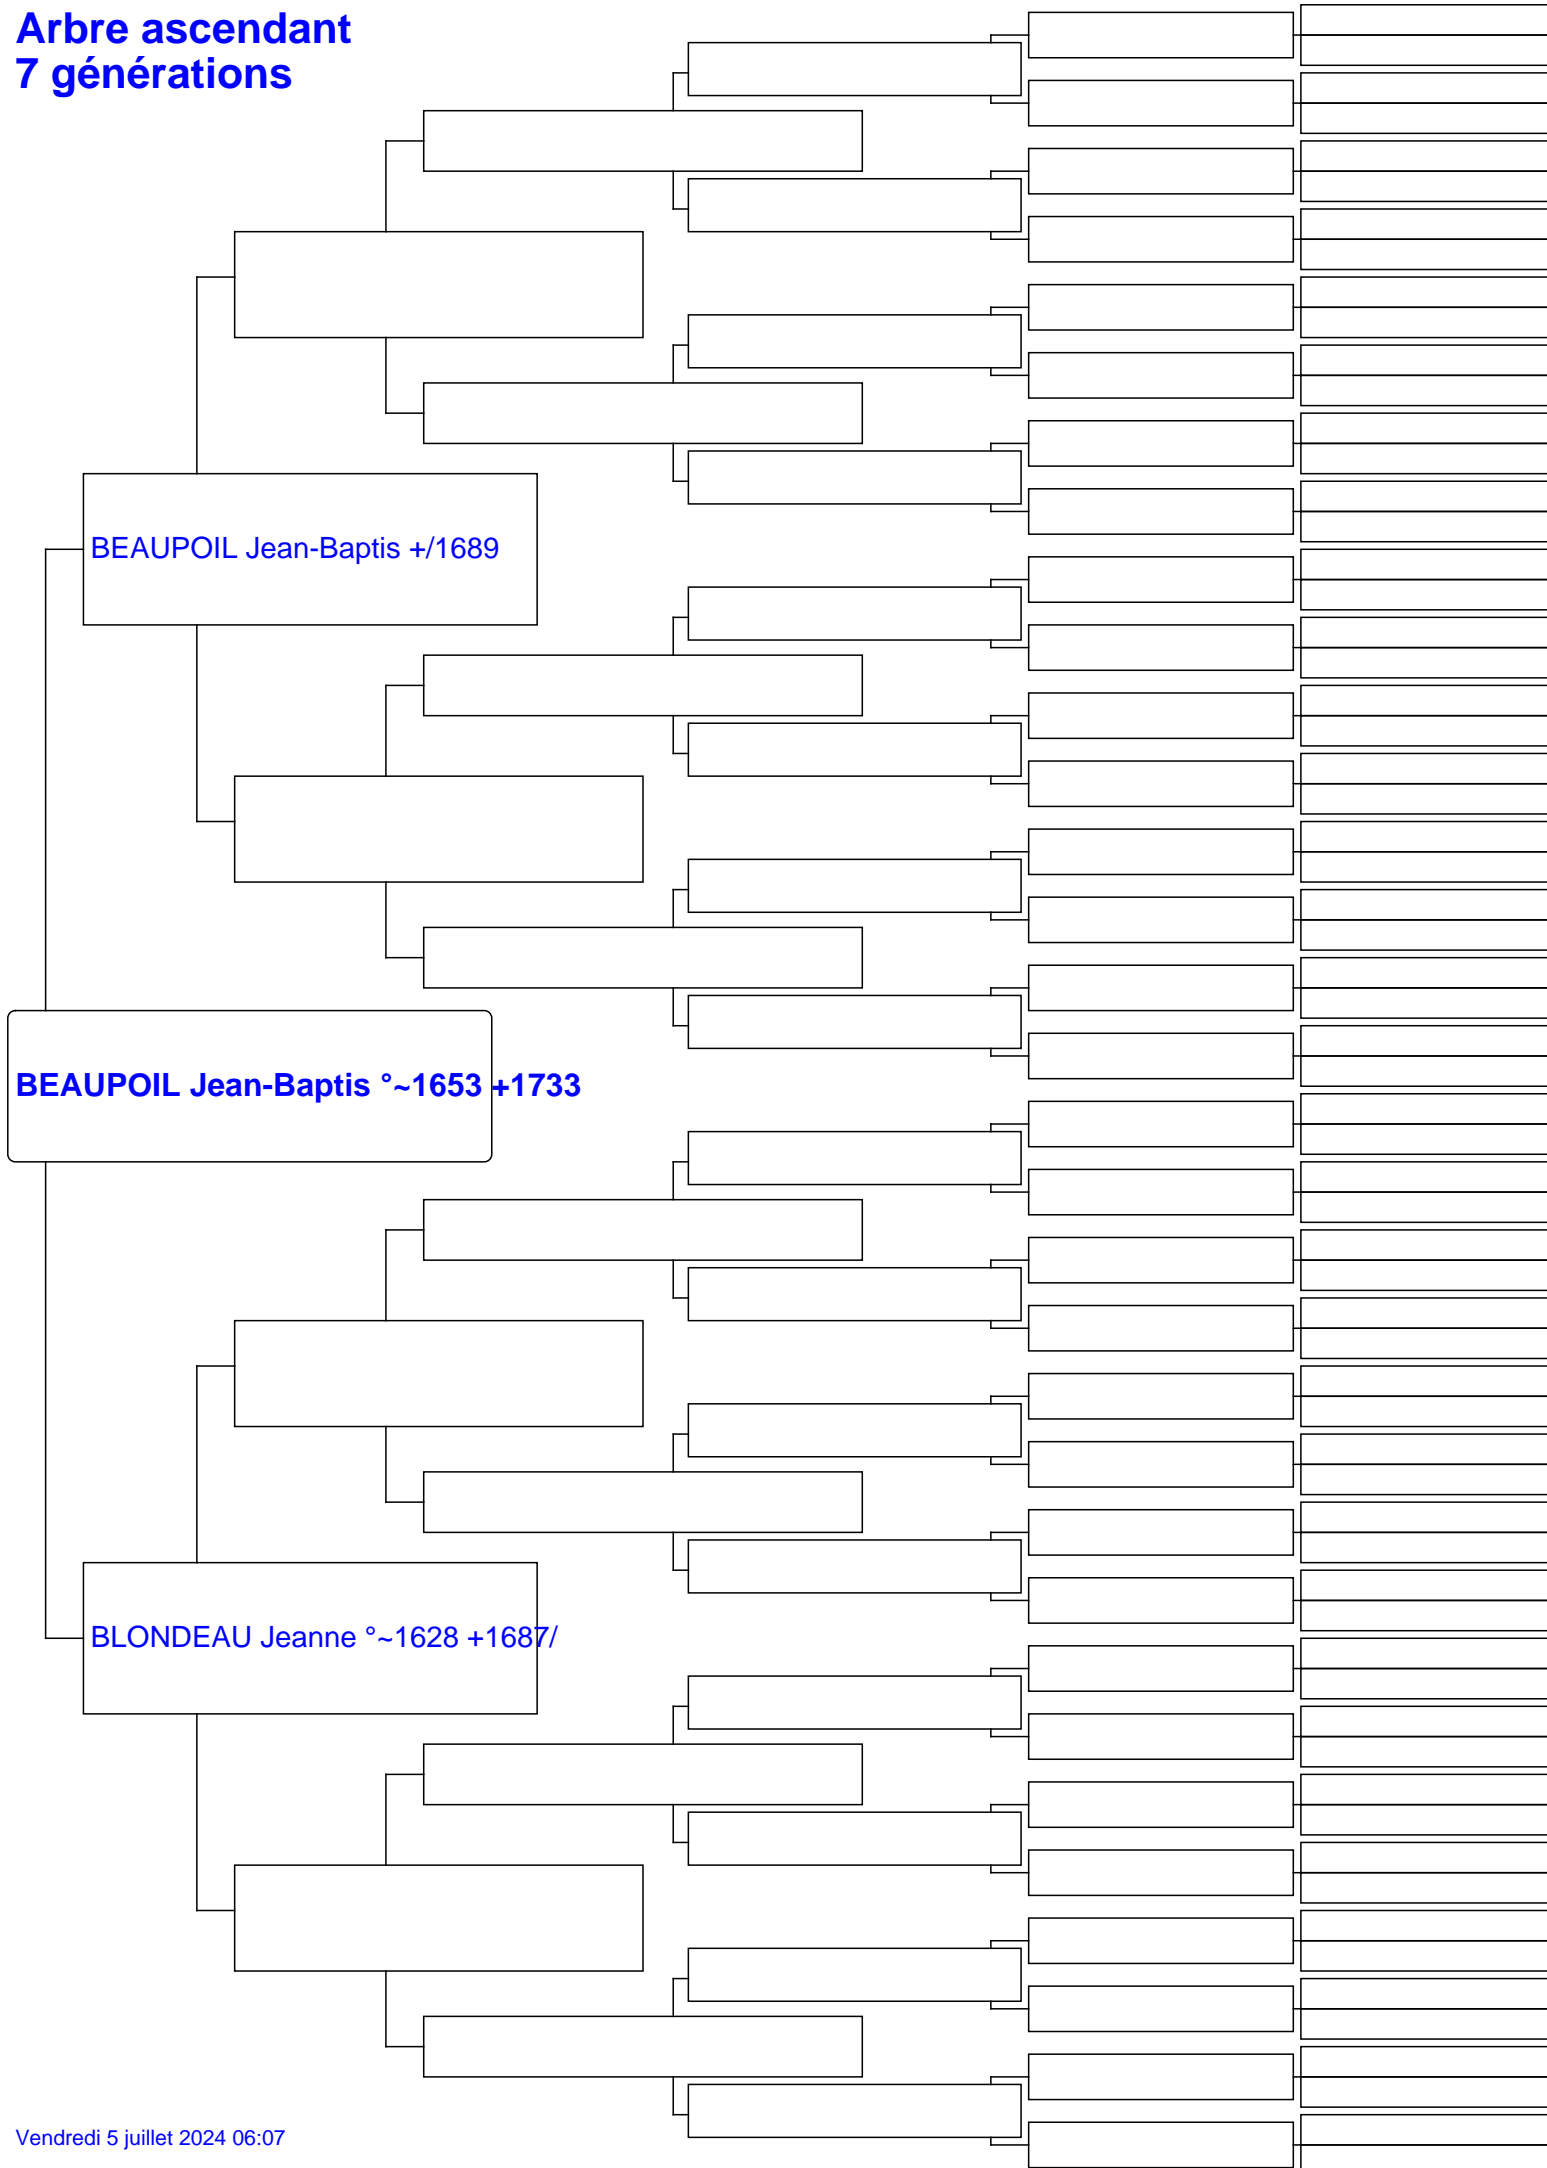 Arbre ascendant
7 générations
BEAUPOIL Jean-Baptis +/1689
BEAUPOIL Jean-Baptis °~1653 +1733
BLONDEAU Jeanne °~1628 +1687/
Vendredi 5 juillet 2024 06:07